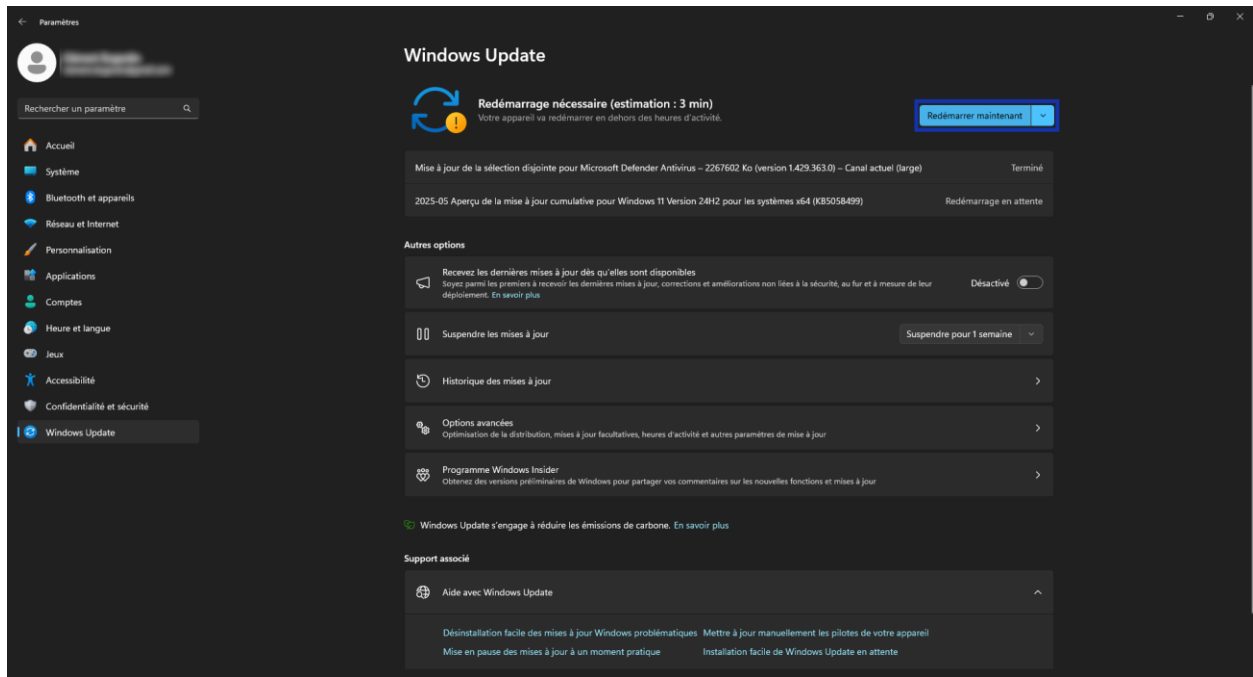 Paramètres
Rechercher un paramètre
Accueil
Système
Bluetooth et appareils
Réseau et Internet
Personnalisation
Applications
Comptes
Heure et langue
Jeux
Accessibilité
Confidentialité et sécurité
Windows Update
Windows Update
Redémarrage nécessaire (estimation : 3 min)
Votre appareil va redémarrer en dehors des heures d'activité.
Redémarrer maintenant
Mise à jour de la sélection disjointe pour Microsoft Defender Antivirus – 2267602 Ko (version 1.429.363.0) – Canal actuel (large) Terminé
2025-05 Aperçu de la mise à jour cumulative pour Windows 11 Version 24H2 pour les systèmes x64 (KB5058499) Redémarrage en attente
Autres options
Recevez les dernières mises à jour dès qu'elles sont disponibles
Soyez parmi les premiers à recevoir les dernières mises à jour, corrections et améliorations non liées à la sécurité, au fur et à mesure de leur
déploiement. En savoir plus
Désactivé
Suspendre les mises à jour Suspendre pour 1 semaine
Historique des mises à jour
Options avancées
Optimisation de la distribution, mises à jour facultatives, heures d'activité et autres paramètres de mise à jour
Programme Windows Insider
Obtenez des versions préliminaires de Windows pour partager vos commentaires sur les nouvelles fonctions et mises à jour
Windows Update s'engage à réduire les émissions de carbone. En savoir plus
Support associé
Aide avec Windows Update
Désinstallation facile des mises à jour Windows problématiques Mettre à jour manuellement les pilotes de votre appareil
Mise en pause des mises à jour à un moment pratique Installation facile de Windows Update en attente